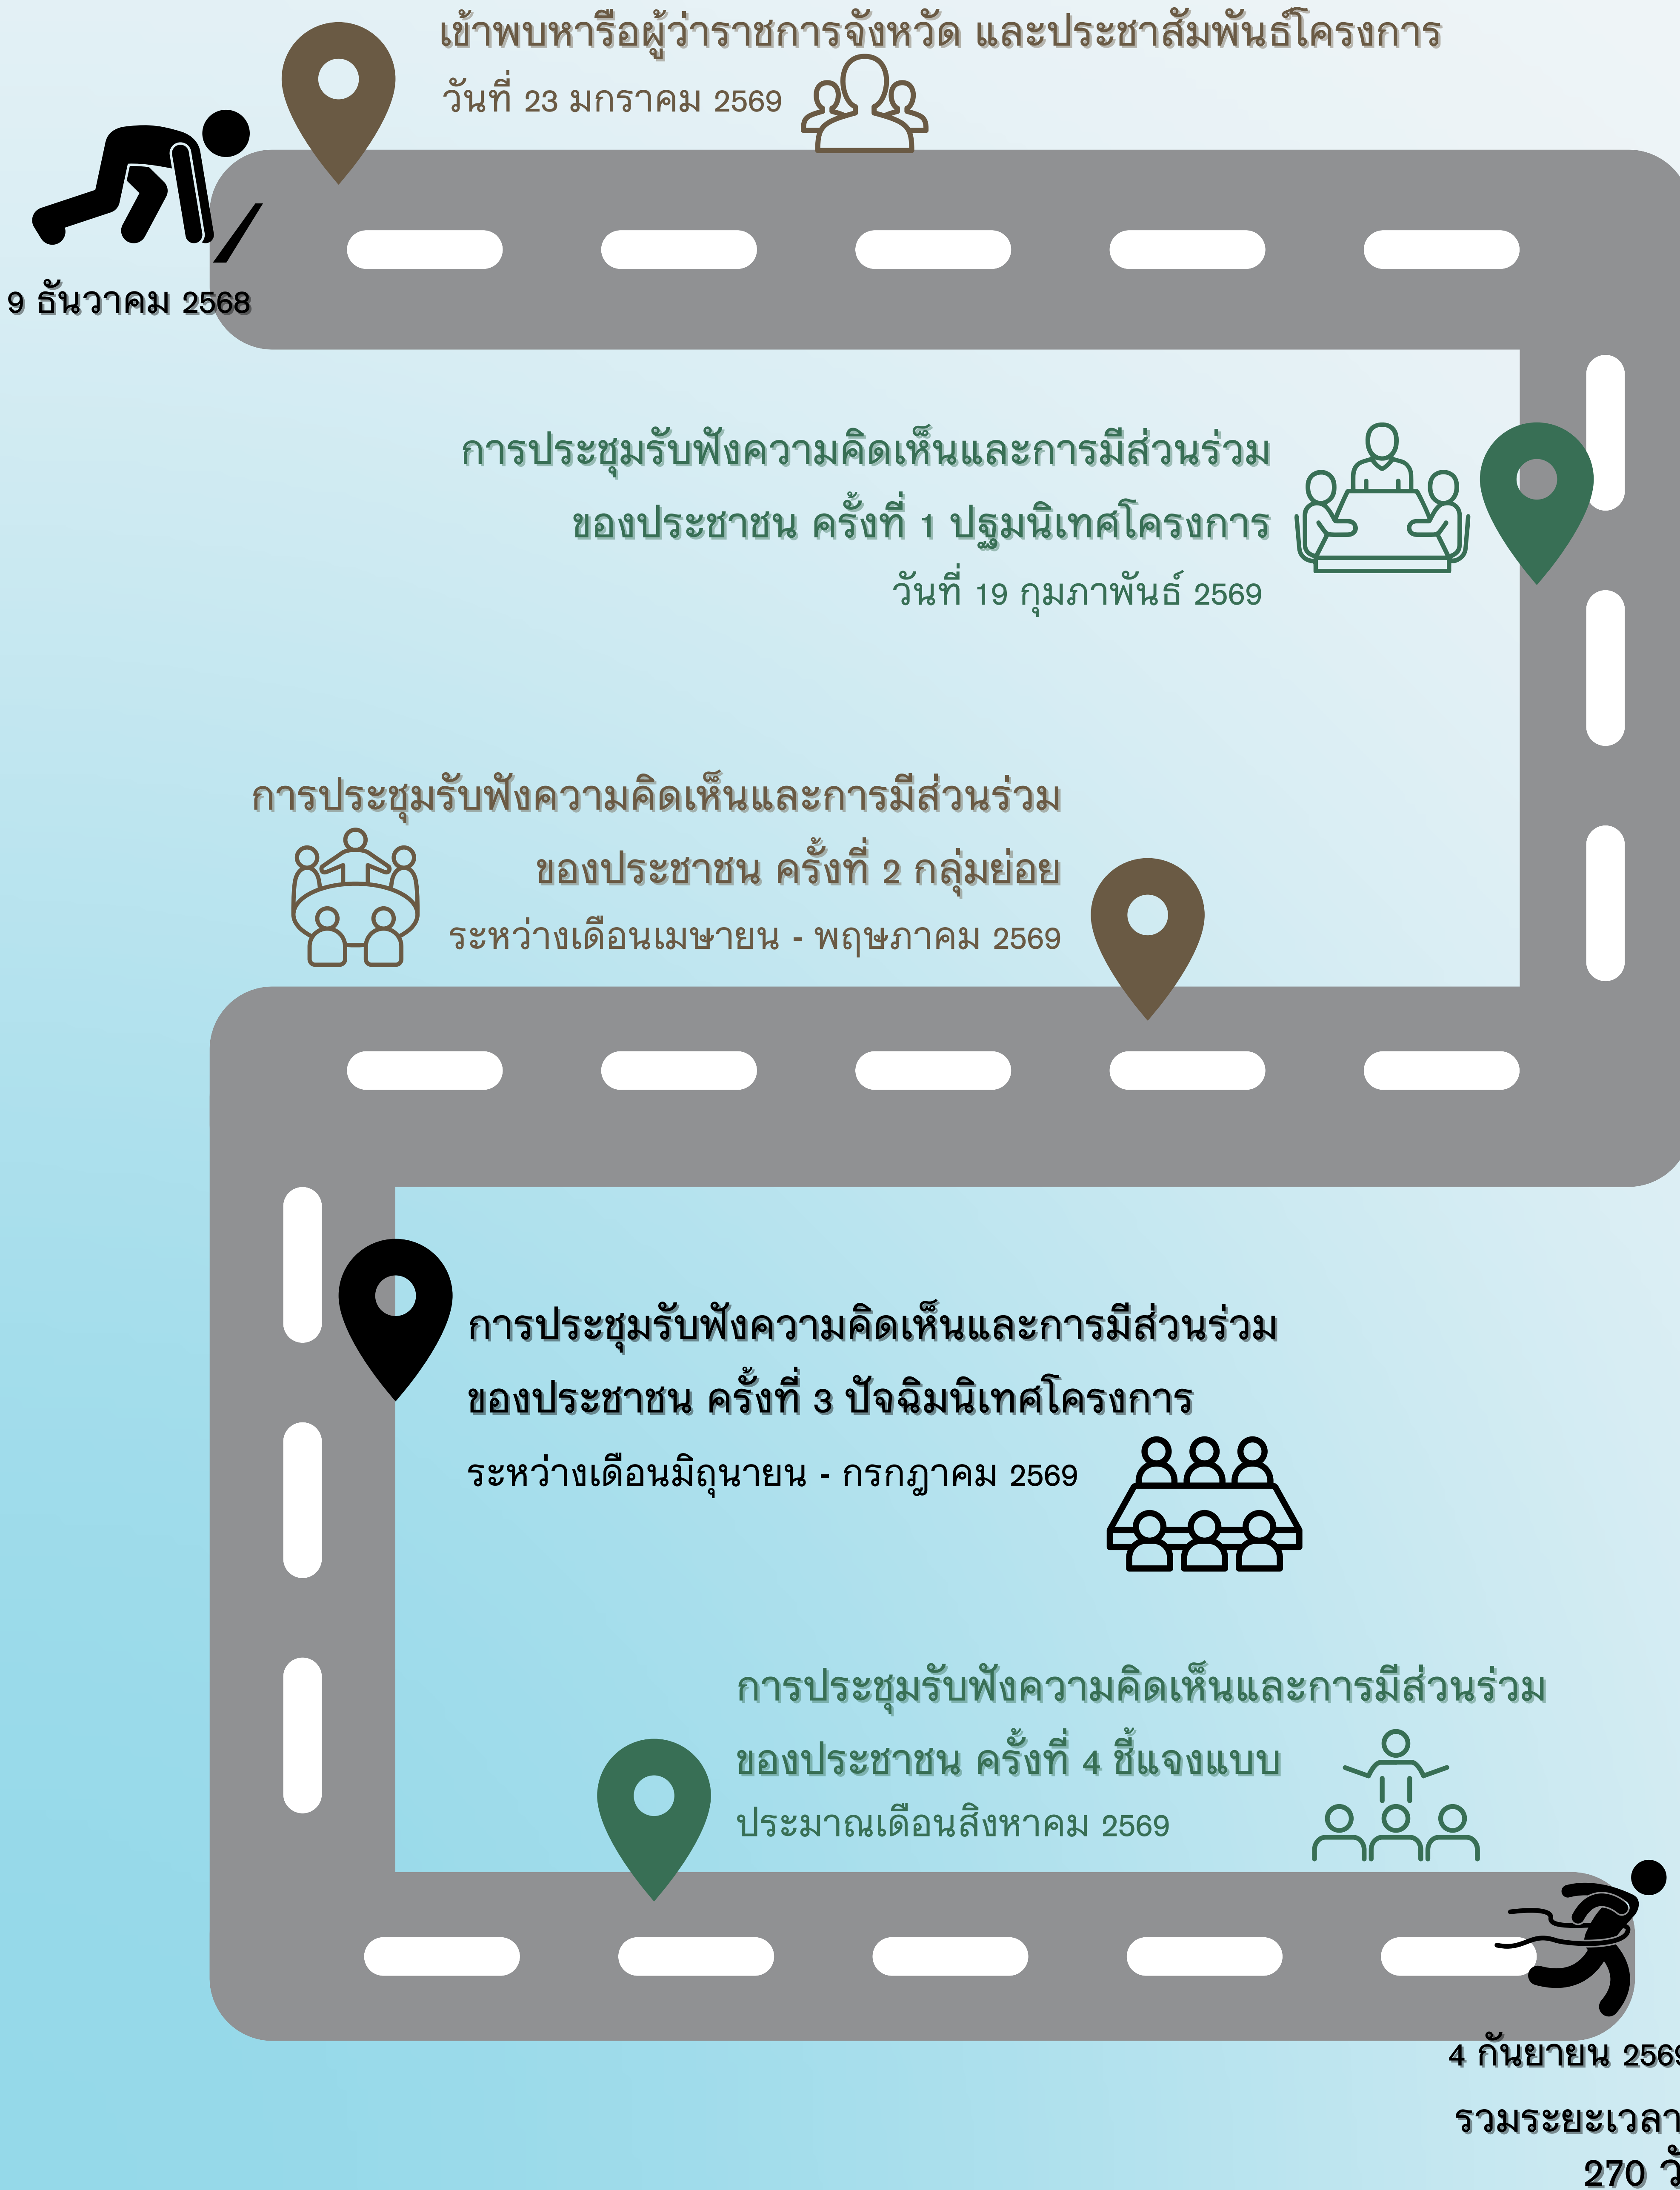 เข้าพบหารือผู้ว่าราชการจังหวัด และประชาสัมพันธ์โครงการ
วันที่ 23 มกราคม 2569
9 ธันวาคม 2568
การประชุมรับฟังความคิดเห็นและการมีส่วนร่วม
ของประชาชน ครั้งที่ 1 ปฐมนิเทศโครงการ
วันที่ 19 กุมภาพันธ์ 2569
การประชุมรับฟังความคิดเห็นและการมีส่วนร่วม
ของประชาชน ครั้งที่ 2 กลุ่มย่อย
ระหว่างเดือนเมษายน - พฤษภาคม 2569
การประชุมรับฟังความคิดเห็นและการมีส่วนร่วม
ของประชาชน ครั้งที่ 3 ปัจฉิมนิเทศโครงการ
ระหว่างเดือนมิถุนายน - กรกฎาคม 2569
การประชุมรับฟังความคิดเห็นและการมีส่วนร่วม
ของประชาชน ครั้งที่ 4 ชี้แจงแบบ
ประมาณเดือนสิงหาคม 2569
4 กันยายน 2569
รวมระยะเวลา
270